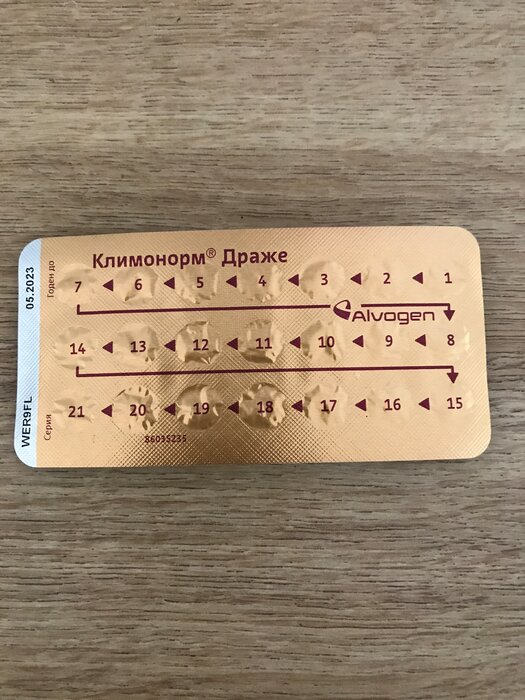 Климонорм® Драже
Годен до 05.2023
7 ◄ 6 ◄ 5 ◄ 4 ◄ 3 ◄ 2 ◄ 1
Alvogen
14 ◄ 13 ◄ 12 ◄ 11 ◄ 10 ◄ 9 ◄ 8
21 ◄ 20 ◄ 19 ◄ 18 ◄ 17 ◄ 16 ◄ 15
Серия WER9FL
86035235